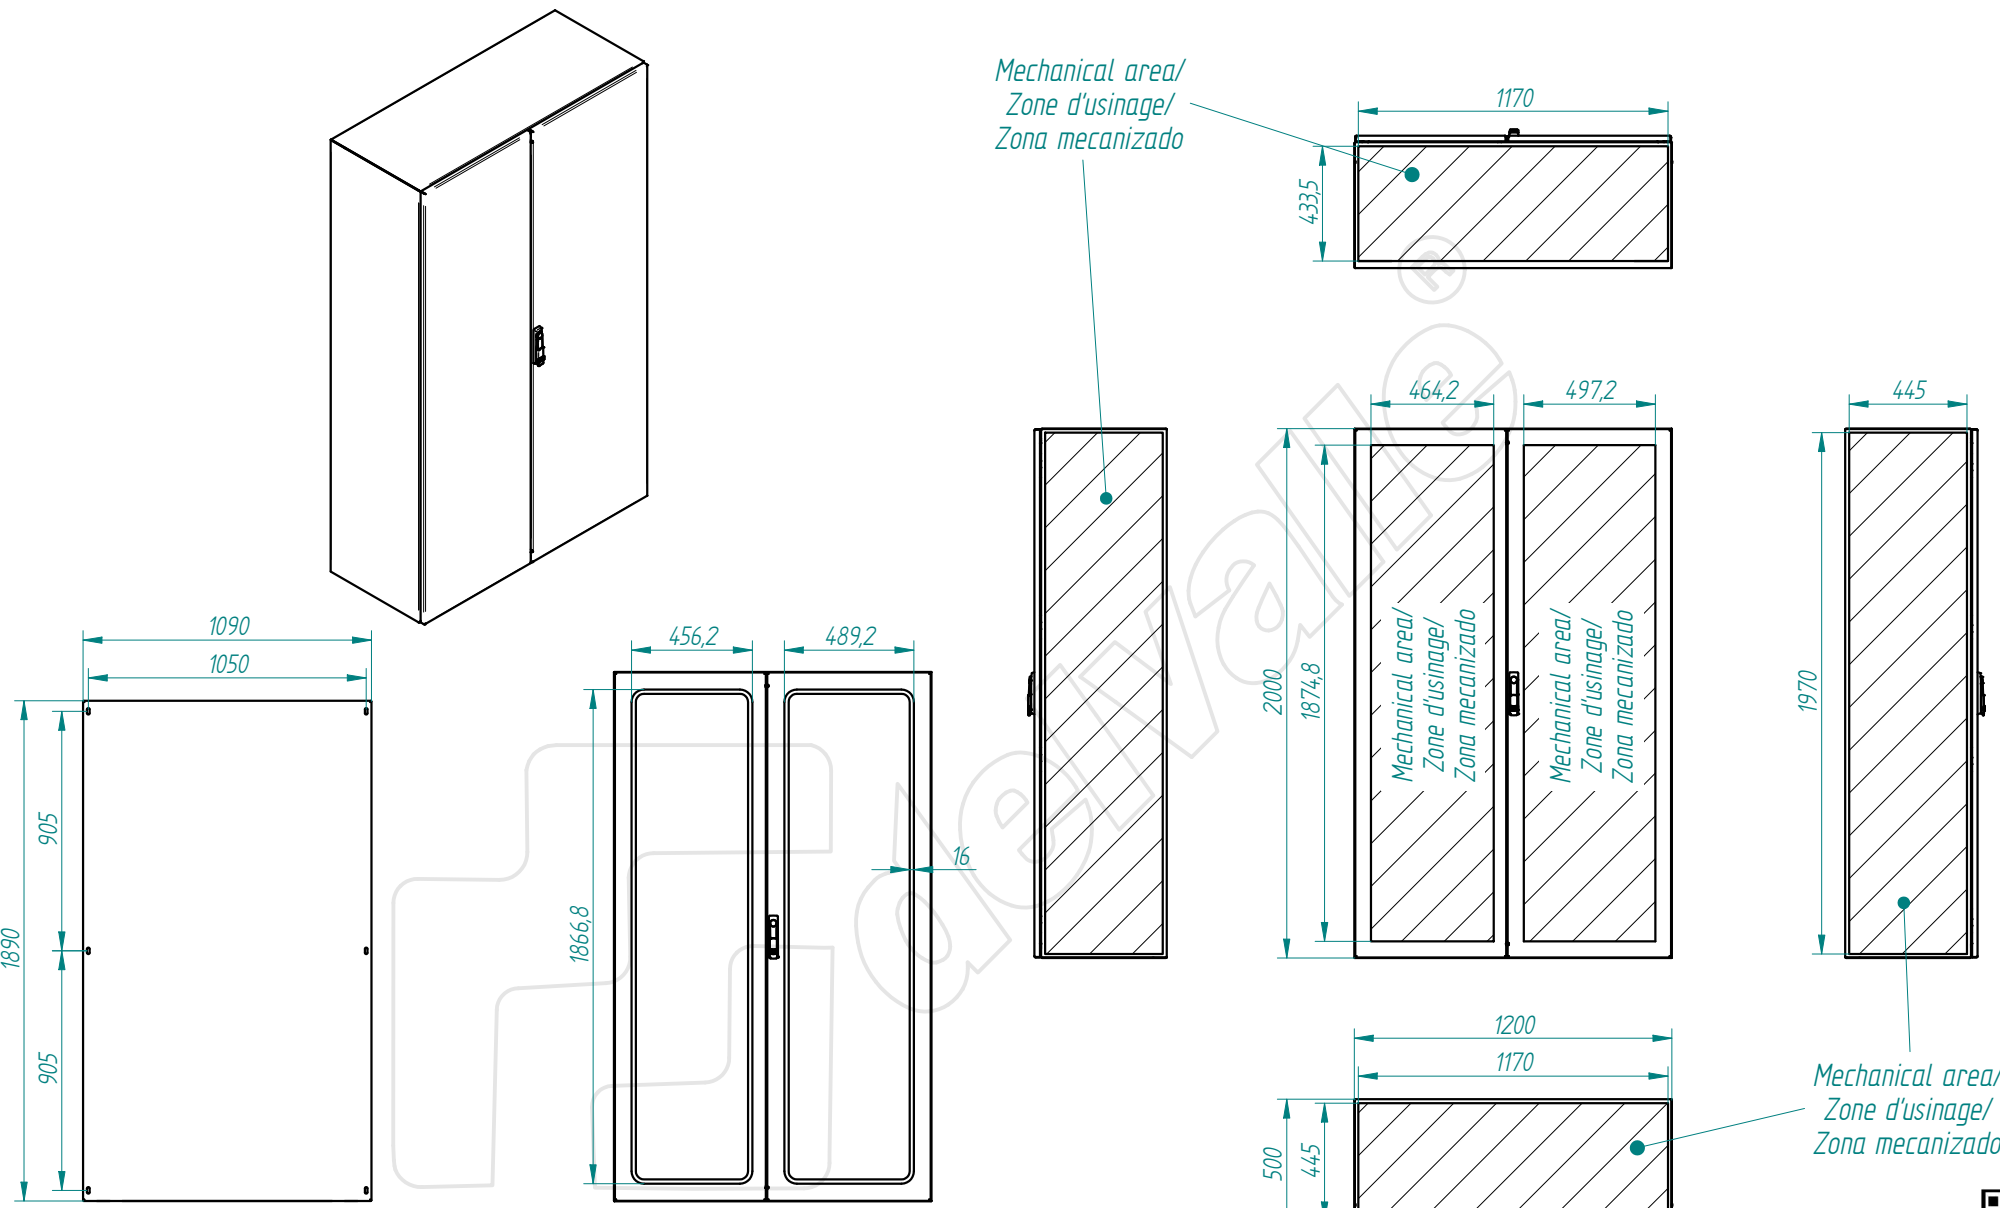 Mechanical area/
Zone d'usinage/
Zona mecanizado
1170
433,5
464,2
497,2
445
2000
1874,8
1970
Mechanical area/
Zone d'usinage/
Zona mecanizado
Mechanical area/
Zone d'usinage/
Zona mecanizado
1090
1050
905
905
1890
456,2
489,2
16
1866,8
1200
1170
500
445
Mechanical area/
Zone d'usinage/
Zona mecanizado
delvalle®